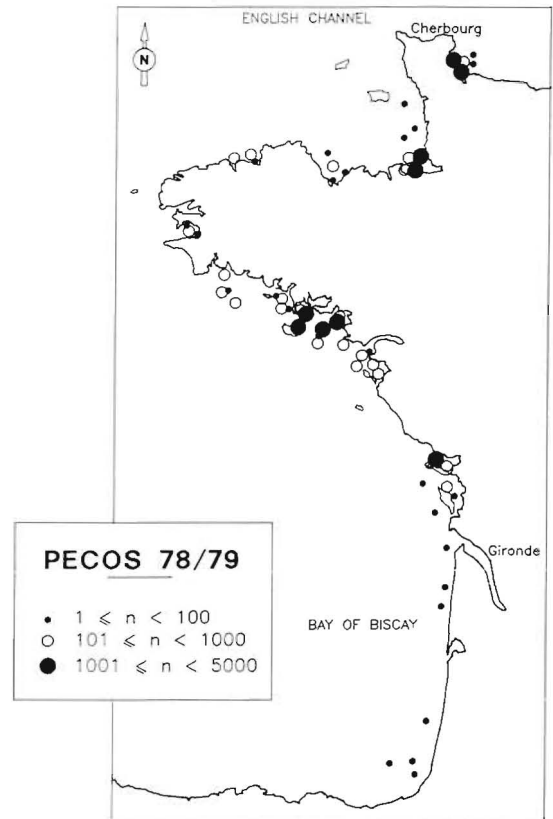 ENGLISH CHANNEL
Cherbourg
N
Gironde
PECOS 78/79
1 ⩽ n < 100
101 ⩽ n < 1000
1001 ⩽ n < 5000
BAY OF BISCAY